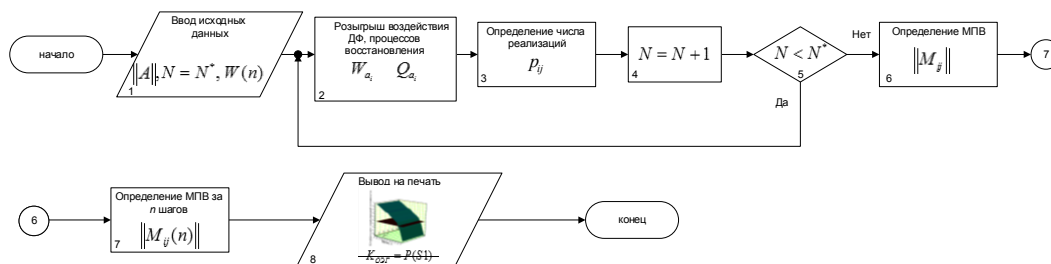 начало
Ввод исходных
данных
||A||, N = N*, W(n)
1
Розыгрыш воздействия
ДФ, процессов
восстановления
W_{a_i} Q_{a_i}
2
Определение числа
реализаций
p_{ij}
3
N = N + 1
4
N < N*
5
Нет
Да
Определение МПВ
||M_{ij}||
6
7
6
Определение МПВ за
n шагов
||M_{ij}(n)||
7
Вывод на печать
= P(S1)
8
конец